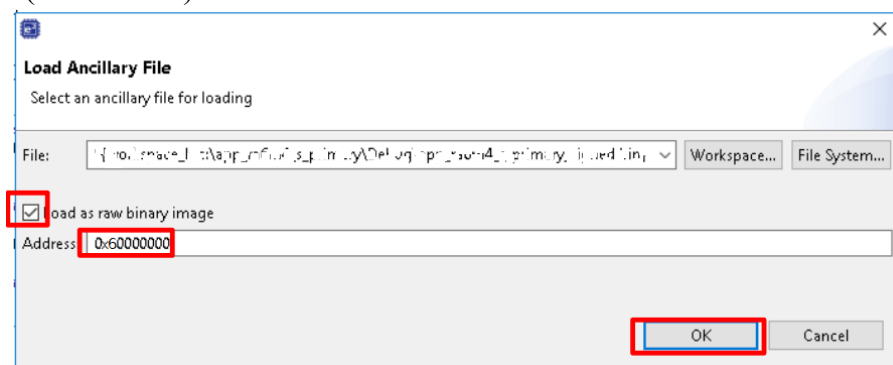 Load Ancillary File
Select an ancillary file for loading
File: Workspace... File System...
Load as raw binary image
Address: 0x60000000
OK Cancel